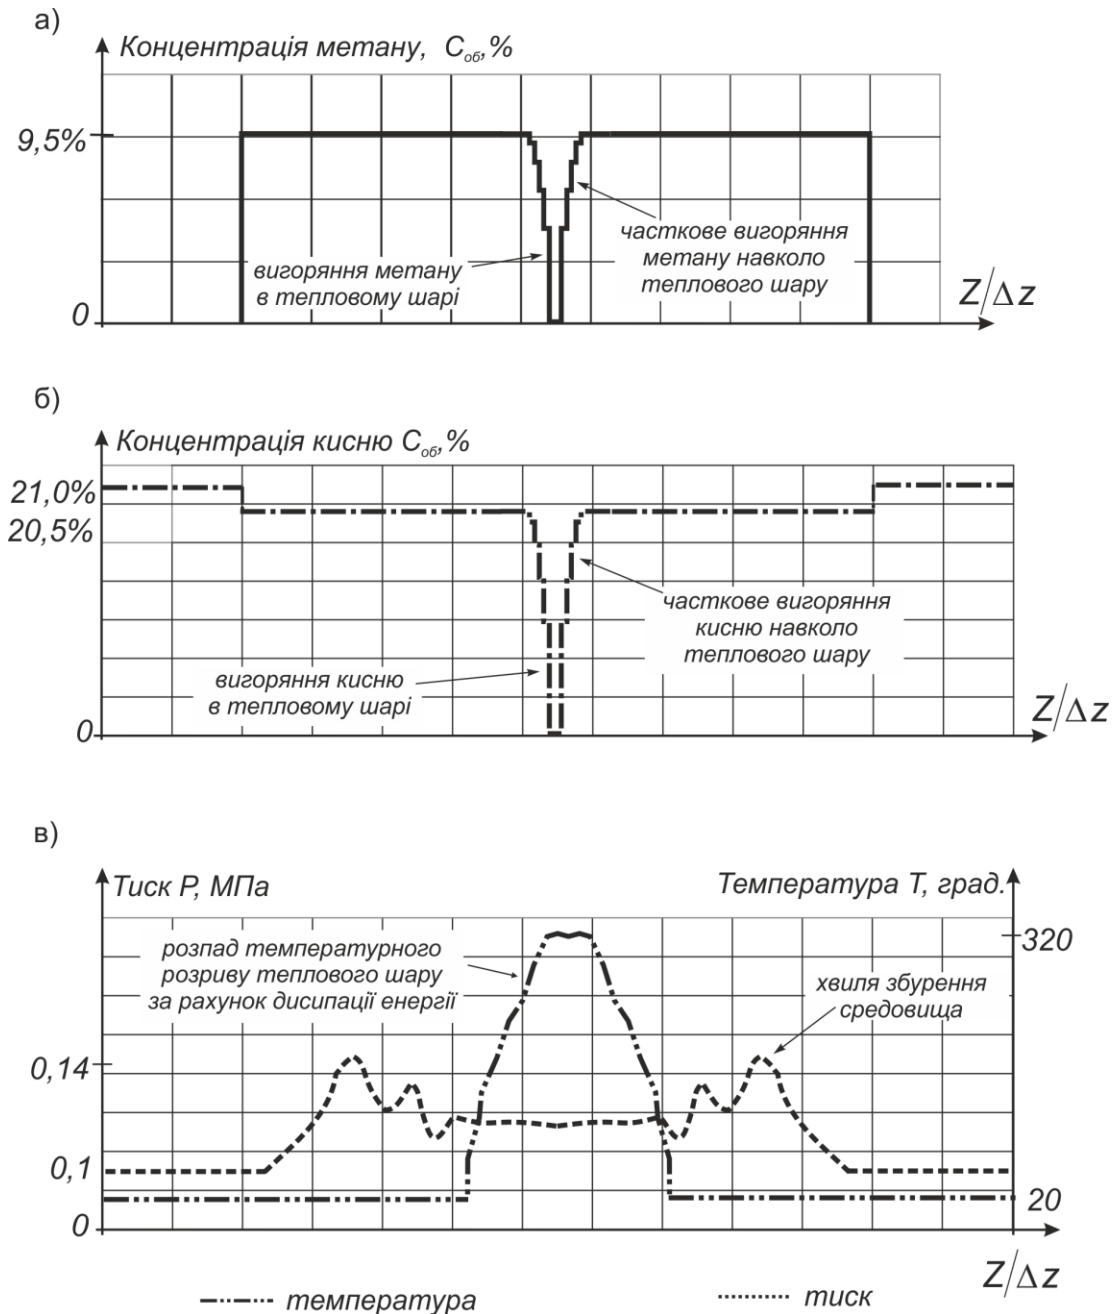 а)
Концентрація метану, Cоб,%
9,5%
часткове вигоряння
метану навколо
теплового шару
вигоряння метану
в тепловому шарі
0
Z/Δz
б)
Концентрація кисню Cоб,%
21,0%
20,5%
часткове вигоряння
кисню навколо
теплового шару
вигоряння кисню
в тепловому шарі
0
Z/Δz
в)
Тиск P, МПа
Температура T, град.
розпад температурного
розриву теплового шару
за рахунок дисипації енергії
320
хвиля збурення
средовища
0,14
0,1
0
20
Z/Δz
температура
тиск